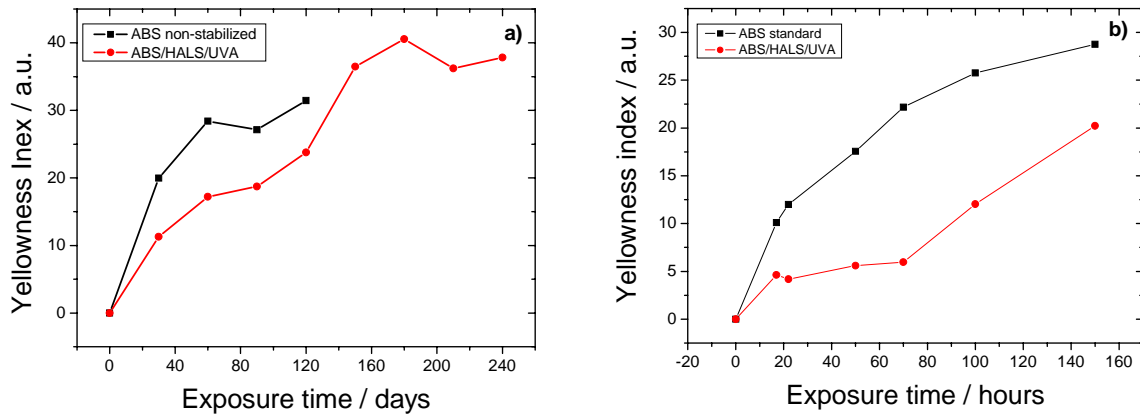 ABS non-stabilized
ABS/HALS/UVA
a)
40
30
20
10
0
Yellowness Inex / a.u.
0 40 80 120 160 200 240
Exposure time / days
ABS standard
ABS/HALS/UVA
b)
30
25
20
15
10
5
0
Yellowness index / a.u.
-20 0 20 40 60 80 100 120 140 160
Exposure time / hours